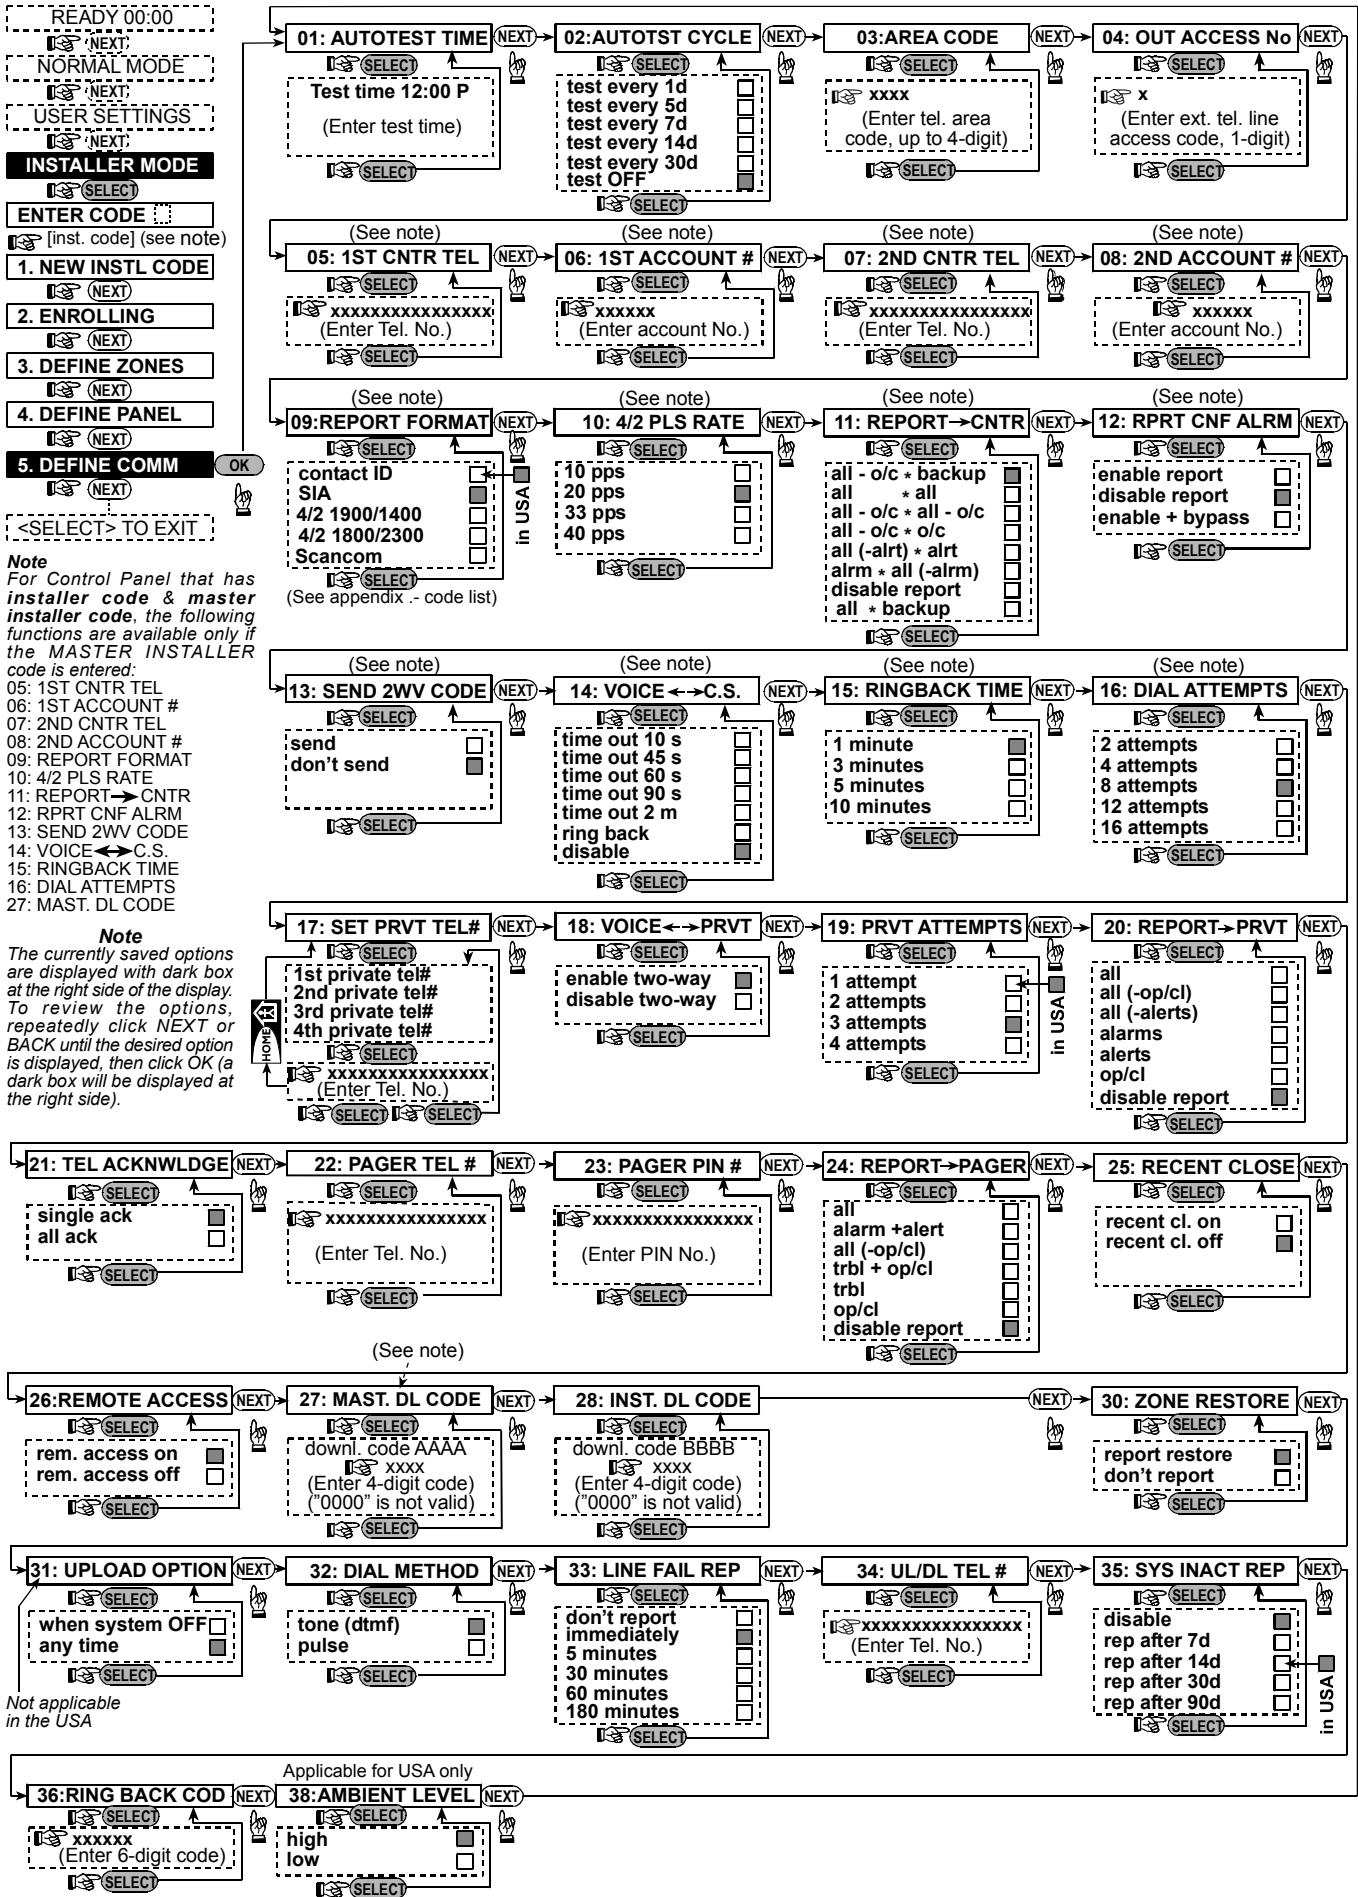 READY 00:00
NEXT
NORMAL MODE
NEXT
USER SETTINGS
NEXT
INSTALLER MODE
SELECT
ENTER CODE
[inst. code] (see note)
1. NEW INSTL CODE
NEXT
2. ENROLLING
NEXT
3. DEFINE ZONES
NEXT
4. DEFINE PANEL
NEXT
5. DEFINE COMM
OK
NEXT
<SELECT> TO EXIT
Note
For Control Panel that has
installer code & master
installer code, the following
functions are available only if
the MASTER INSTALLER
code is entered:
05: 1ST CNTR TEL
06: 1ST ACCOUNT #
07: 2ND CNTR TEL
08: 2ND ACCOUNT #
09: REPORT FORMAT
10: 4/2 PLS RATE
11: REPORT→CNTR
12: RPRT CNF ALRM
13: SEND 2WV CODE
14: VOICE↔C.S.
15: RINGBACK TIME
16: DIAL ATTEMPTS
27: MAST. DL CODE
Note
The currently saved options
are displayed with dark box
at the right side of the display.
To review the options,
repeatedly click NEXT or
BACK until the desired option
is displayed, then click OK (a
dark box will be displayed at
the right side).
01: AUTOTEST TIME
NEXT
SELECT
Test time 12:00 P
(Enter test time)
SELECT
02:AUTOTST CYCLE
NEXT
SELECT
test every 1d
test every 5d
test every 7d
test every 14d
test every 30d
test OFF
SELECT
03:AREA CODE
NEXT
SELECT
xxxx
(Enter tel. area
code, up to 4-digit)
SELECT
04: OUT ACCESS No
NEXT
SELECT
x
(Enter ext. tel. line
access code, 1-digit)
SELECT
(See note)
05: 1ST CNTR TEL
NEXT
SELECT
xxxxxxxxxxxxxxxx
(Enter Tel. No.)
SELECT
(See note)
06: 1ST ACCOUNT #
NEXT
SELECT
xxxxxx
(Enter account No.)
SELECT
(See note)
07: 2ND CNTR TEL
NEXT
SELECT
xxxxxxxxxxxxxxxx
(Enter Tel. No.)
SELECT
(See note)
08: 2ND ACCOUNT #
NEXT
SELECT
xxxxxx
(Enter account No.)
SELECT
(See note)
09:REPORT FORMAT
NEXT
SELECT
contact ID
SIA
4/2 1900/1400
4/2 1800/2300
Scancom
in USA
SELECT
(See appendix .- code list)
(See note)
10: 4/2 PLS RATE
NEXT
SELECT
10 pps
20 pps
33 pps
40 pps
SELECT
(See note)
11: REPORT→CNTR
NEXT
SELECT
all - o/c * backup
all * all
all - o/c * all - o/c
all - o/c * o/c
all (-alrt) * alrt
alrm * all (-alrm)
disable report
all * backup
SELECT
(See note)
12: RPRT CNF ALRM
NEXT
SELECT
enable report
disable report
enable + bypass
SELECT
(See note)
13: SEND 2WV CODE
NEXT
SELECT
send
don't send
SELECT
(See note)
14: VOICE↔C.S.
NEXT
SELECT
time out 10 s
time out 45 s
time out 60 s
time out 90 s
time out 2 m
ring back
disable
SELECT
(See note)
15: RINGBACK TIME
NEXT
SELECT
1 minute
3 minutes
5 minutes
10 minutes
SELECT
(See note)
16: DIAL ATTEMPTS
NEXT
SELECT
2 attempts
4 attempts
8 attempts
12 attempts
16 attempts
SELECT
17: SET PRVT TEL#
NEXT
SELECT
1st private tel#
2nd private tel#
3rd private tel#
4th private tel#
SELECT
HOME
xxxxxxxxxxxxxxxx
(Enter Tel. No.)
SELECT SELECT
18: VOICE↔PRVT
NEXT
SELECT
enable two-way
disable two-way
SELECT
19: PRVT ATTEMPTS
NEXT
SELECT
1 attempt
2 attempts
3 attempts
4 attempts
in USA
SELECT
20: REPORT→PRVT
NEXT
SELECT
all
all (-op/cl)
all (-alerts)
alarms
alerts
op/cl
disable report
SELECT
21: TEL ACKNWLDGE
NEXT
SELECT
single ack
all ack
SELECT
22: PAGER TEL #
NEXT
SELECT
xxxxxxxxxxxxxxxx
(Enter Tel. No.)
SELECT
23: PAGER PIN #
NEXT
SELECT
xxxxxxxxxxxxxxxx
(Enter PIN No.)
SELECT
24: REPORT→PAGER
NEXT
SELECT
all
alarm +alert
all (-op/cl)
trbl + op/cl
trbl
op/cl
disable report
SELECT
25: RECENT CLOSE
NEXT
SELECT
recent cl. on
recent cl. off
SELECT
26:REMOTE ACCESS
NEXT
SELECT
rem. access on
rem. access off
SELECT
(See note)
27: MAST. DL CODE
NEXT
SELECT
downl. code AAAA
xxxx
(Enter 4-digit code)
("0000" is not valid)
SELECT
28: INST. DL CODE
NEXT
SELECT
downl. code BBBB
xxxx
(Enter 4-digit code)
("0000" is not valid)
SELECT
30: ZONE RESTORE
NEXT
SELECT
report restore
don't report
SELECT
31: UPLOAD OPTION
NEXT
SELECT
when system OFF
any time
SELECT
Not applicable
in the USA
32: DIAL METHOD
NEXT
SELECT
tone (dtmf)
pulse
SELECT
33: LINE FAIL REP
NEXT
SELECT
don't report
immediately
5 minutes
30 minutes
60 minutes
180 minutes
SELECT
34: UL/DL TEL #
NEXT
SELECT
xxxxxxxxxxxxxxxx
(Enter Tel. No.)
SELECT
35: SYS INACT REP
NEXT
SELECT
disable
rep after 7d
rep after 14d
rep after 30d
rep after 90d
in USA
SELECT
36:RING BACK COD
NEXT
SELECT
xxxxxx
(Enter 6-digit code)
SELECT
Applicable for USA only
38:AMBIENT LEVEL
NEXT
SELECT
high
low
SELECT